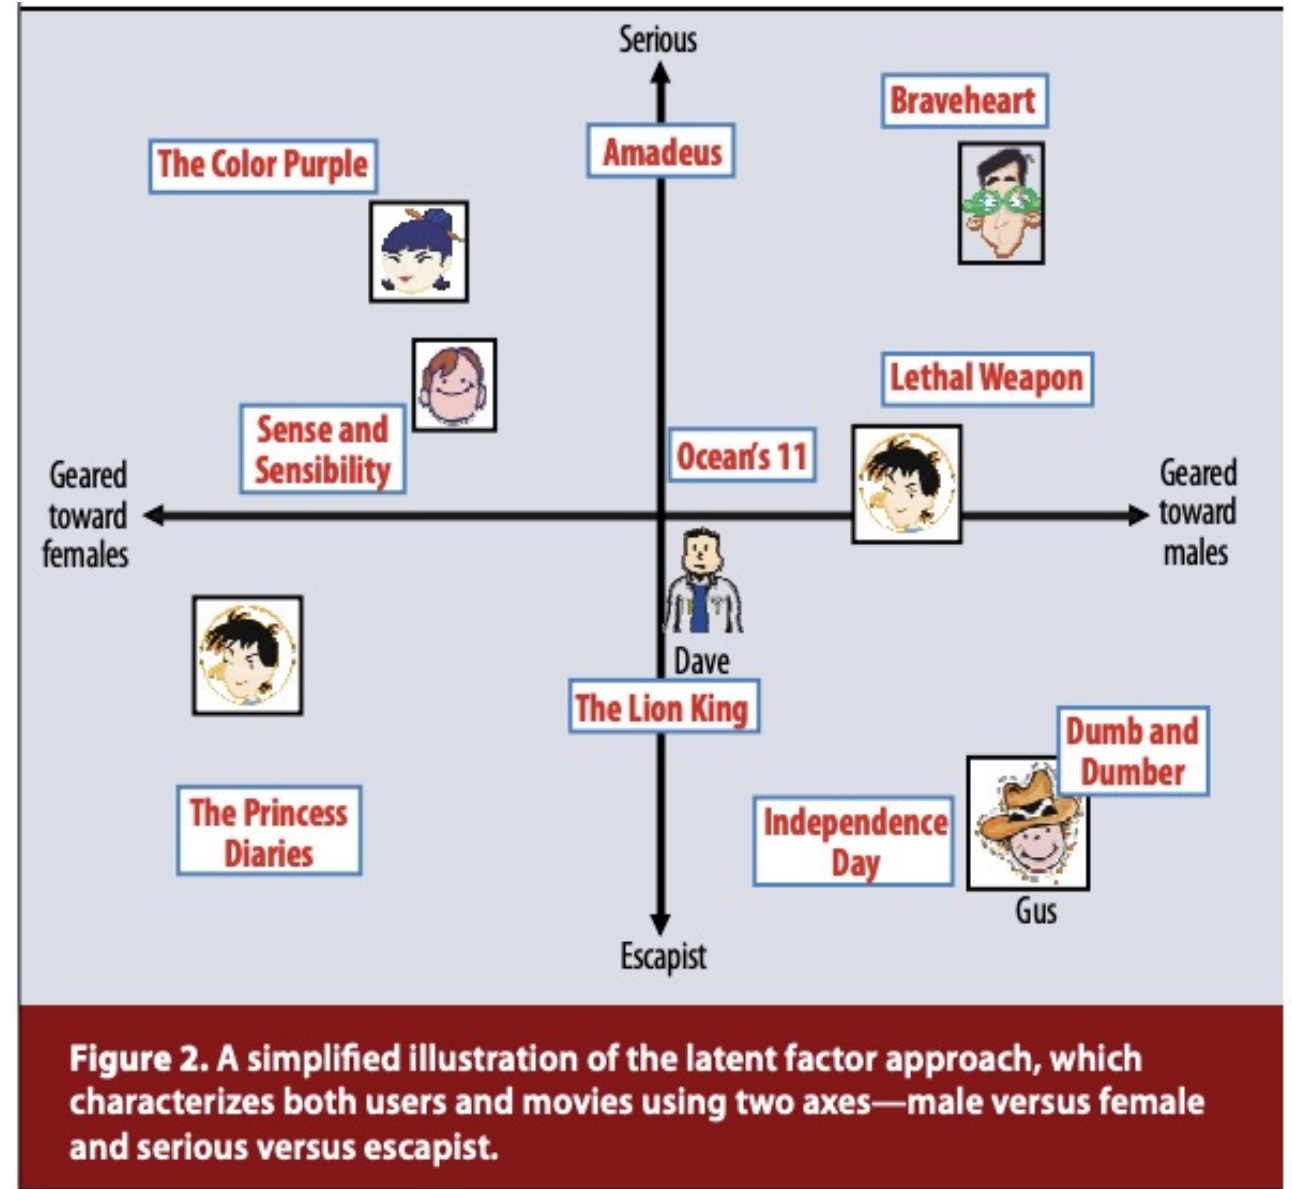 Serious
Braveheart
Amadeus
The Color Purple
Lethal Weapon
Sense and
Sensibility
Ocean's 11
Geared
toward
females
Geared
toward
males
Dave
The Lion King
Dumb and
Dumber
The Princess
Diaries
Independence
Day
Gus
Escapist
Figure 2. A simplified illustration of the latent factor approach, which
characterizes both users and movies using two axes—male versus female
and serious versus escapist.